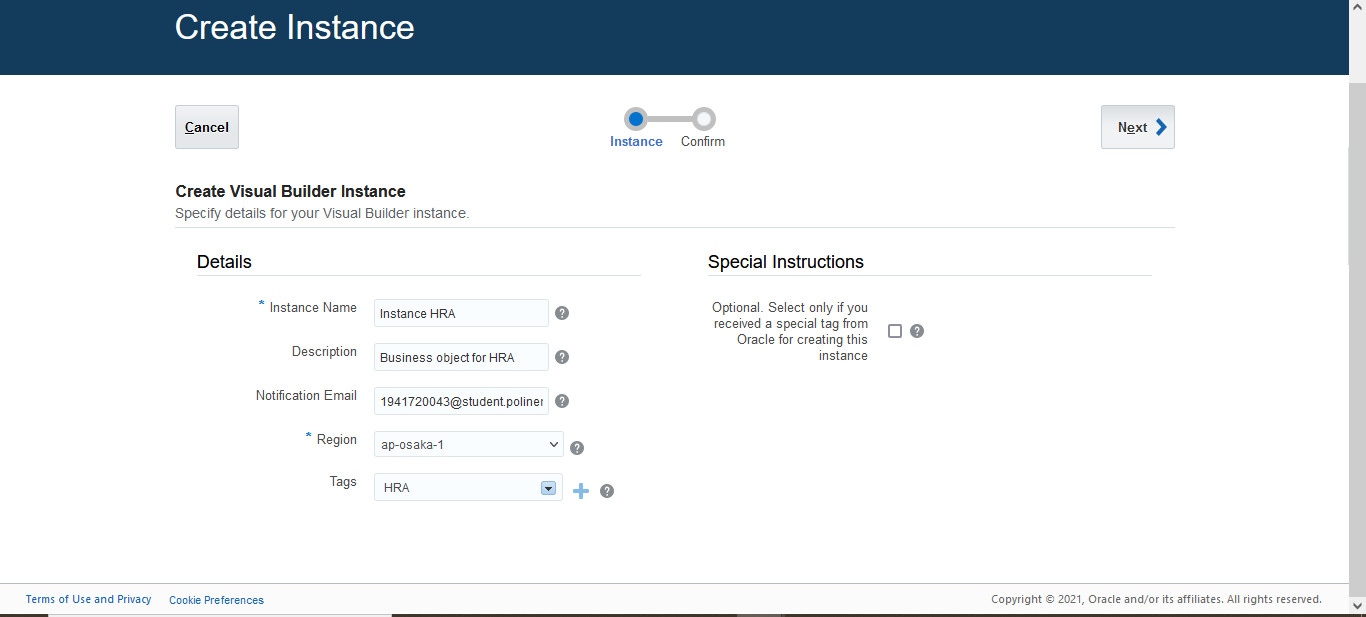 Create Instance
Cancel
Instance
Confirm
Next
Create Visual Builder Instance
Specify details for your Visual Builder instance.
Details
* Instance Name
Instance HRA
?
Description
Business object for HRA
?
Notification Email
1941720043@student.poliner
?
* Region
ap-osaka-1
?
Tags
HRA
?
Special Instructions
Optional. Select only if you
received a special tag from
Oracle for creating this
instance
?
Terms of Use and Privacy
Cookie Preferences
Copyright © 2021, Oracle and/or its affiliates. All rights reserved.